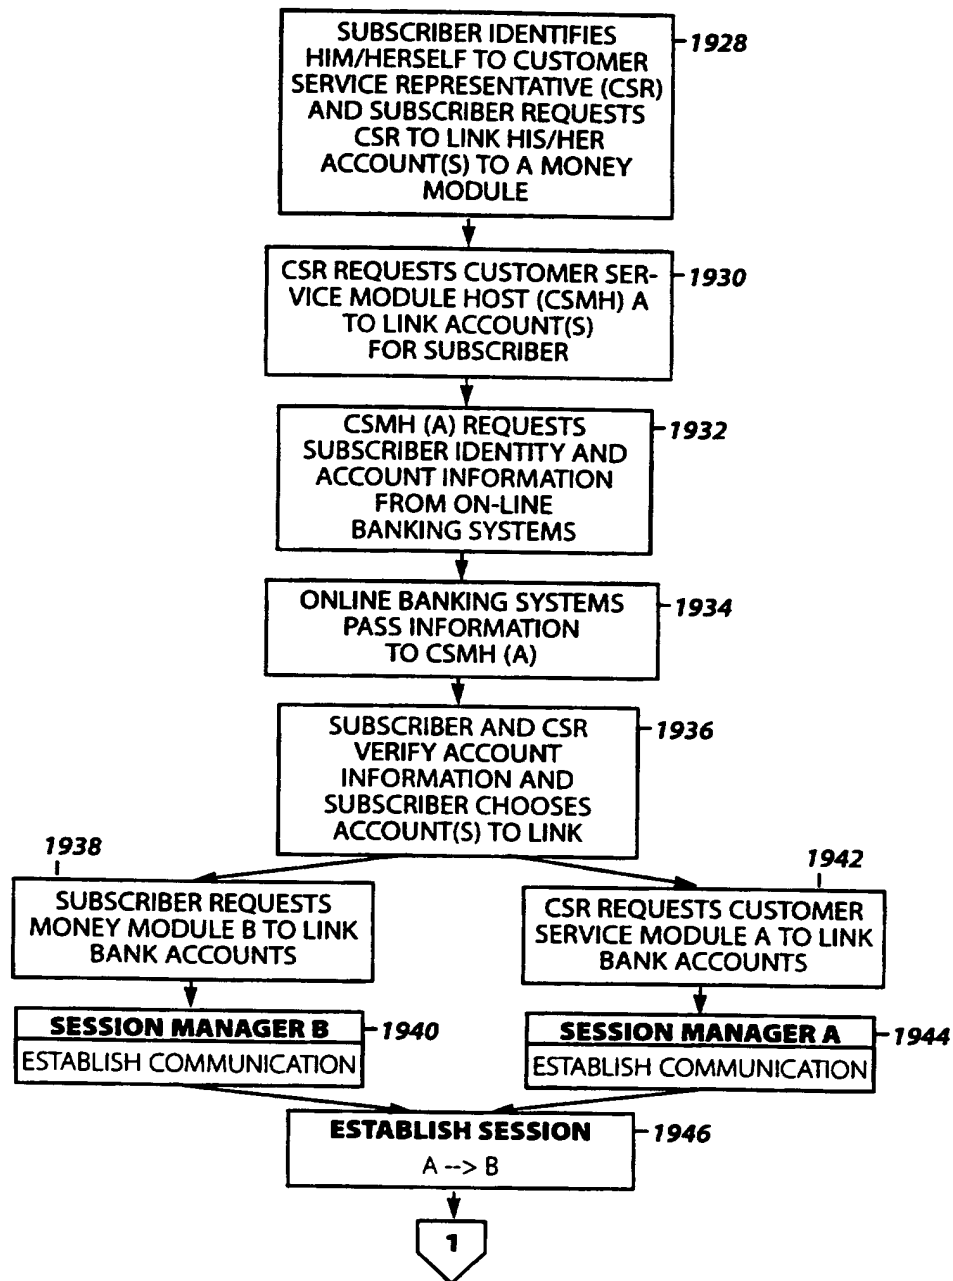 SUBSCRIBER IDENTIFIES
HIM/HERSELF TO CUSTOMER
SERVICE REPRESENTATIVE (CSR)
AND SUBSCRIBER REQUESTS
CSR TO LINK HIS/HER
ACCOUNT(S) TO A MONEY
MODULE
1928
CSR REQUESTS CUSTOMER SER-
VICE MODULE HOST (CSMH) A
TO LINK ACCOUNT(S)
FOR SUBSCRIBER
1930
CSMH (A) REQUESTS
SUBSCRIBER IDENTITY AND
ACCOUNT INFORMATION
FROM ON-LINE
BANKING SYSTEMS
1932
ONLINE BANKING SYSTEMS
PASS INFORMATION
TO CSMH (A)
1934
SUBSCRIBER AND CSR
VERIFY ACCOUNT
INFORMATION AND
SUBSCRIBER CHOOSES
ACCOUNT(S) TO LINK
1936
1938
SUBSCRIBER REQUESTS
MONEY MODULE B TO LINK
BANK ACCOUNTS
1942
CSR REQUESTS CUSTOMER
SERVICE MODULE A TO LINK
BANK ACCOUNTS
SESSION MANAGER B
ESTABLISH COMMUNICATION
1940
SESSION MANAGER A
ESTABLISH COMMUNICATION
1944
ESTABLISH SESSION
A --> B
1946
1